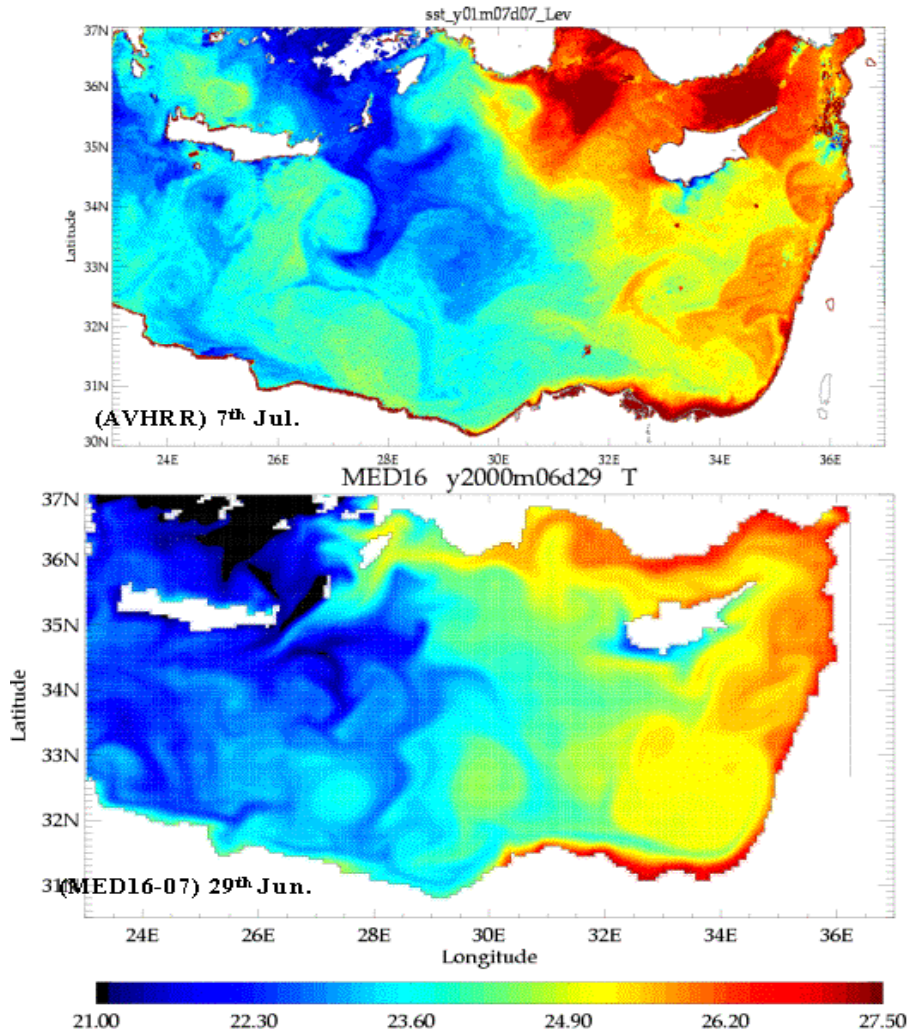 sst_y01m07d07_Lev
37N
36N
35N
34N
33N
32N
31N
30N
Latitude
(AVHRR) 7th Jul.
24E 26E 28E 30E 32E 34E 36E
MED16 y2000m06d29 T
37N
36N
35N
34N
33N
32N
Latitude
(MED16-07) 29th Jun.
24E 26E 28E 30E 32E 34E 36E
Longitude
21.00 22.30 23.60 24.90 26.20 27.50